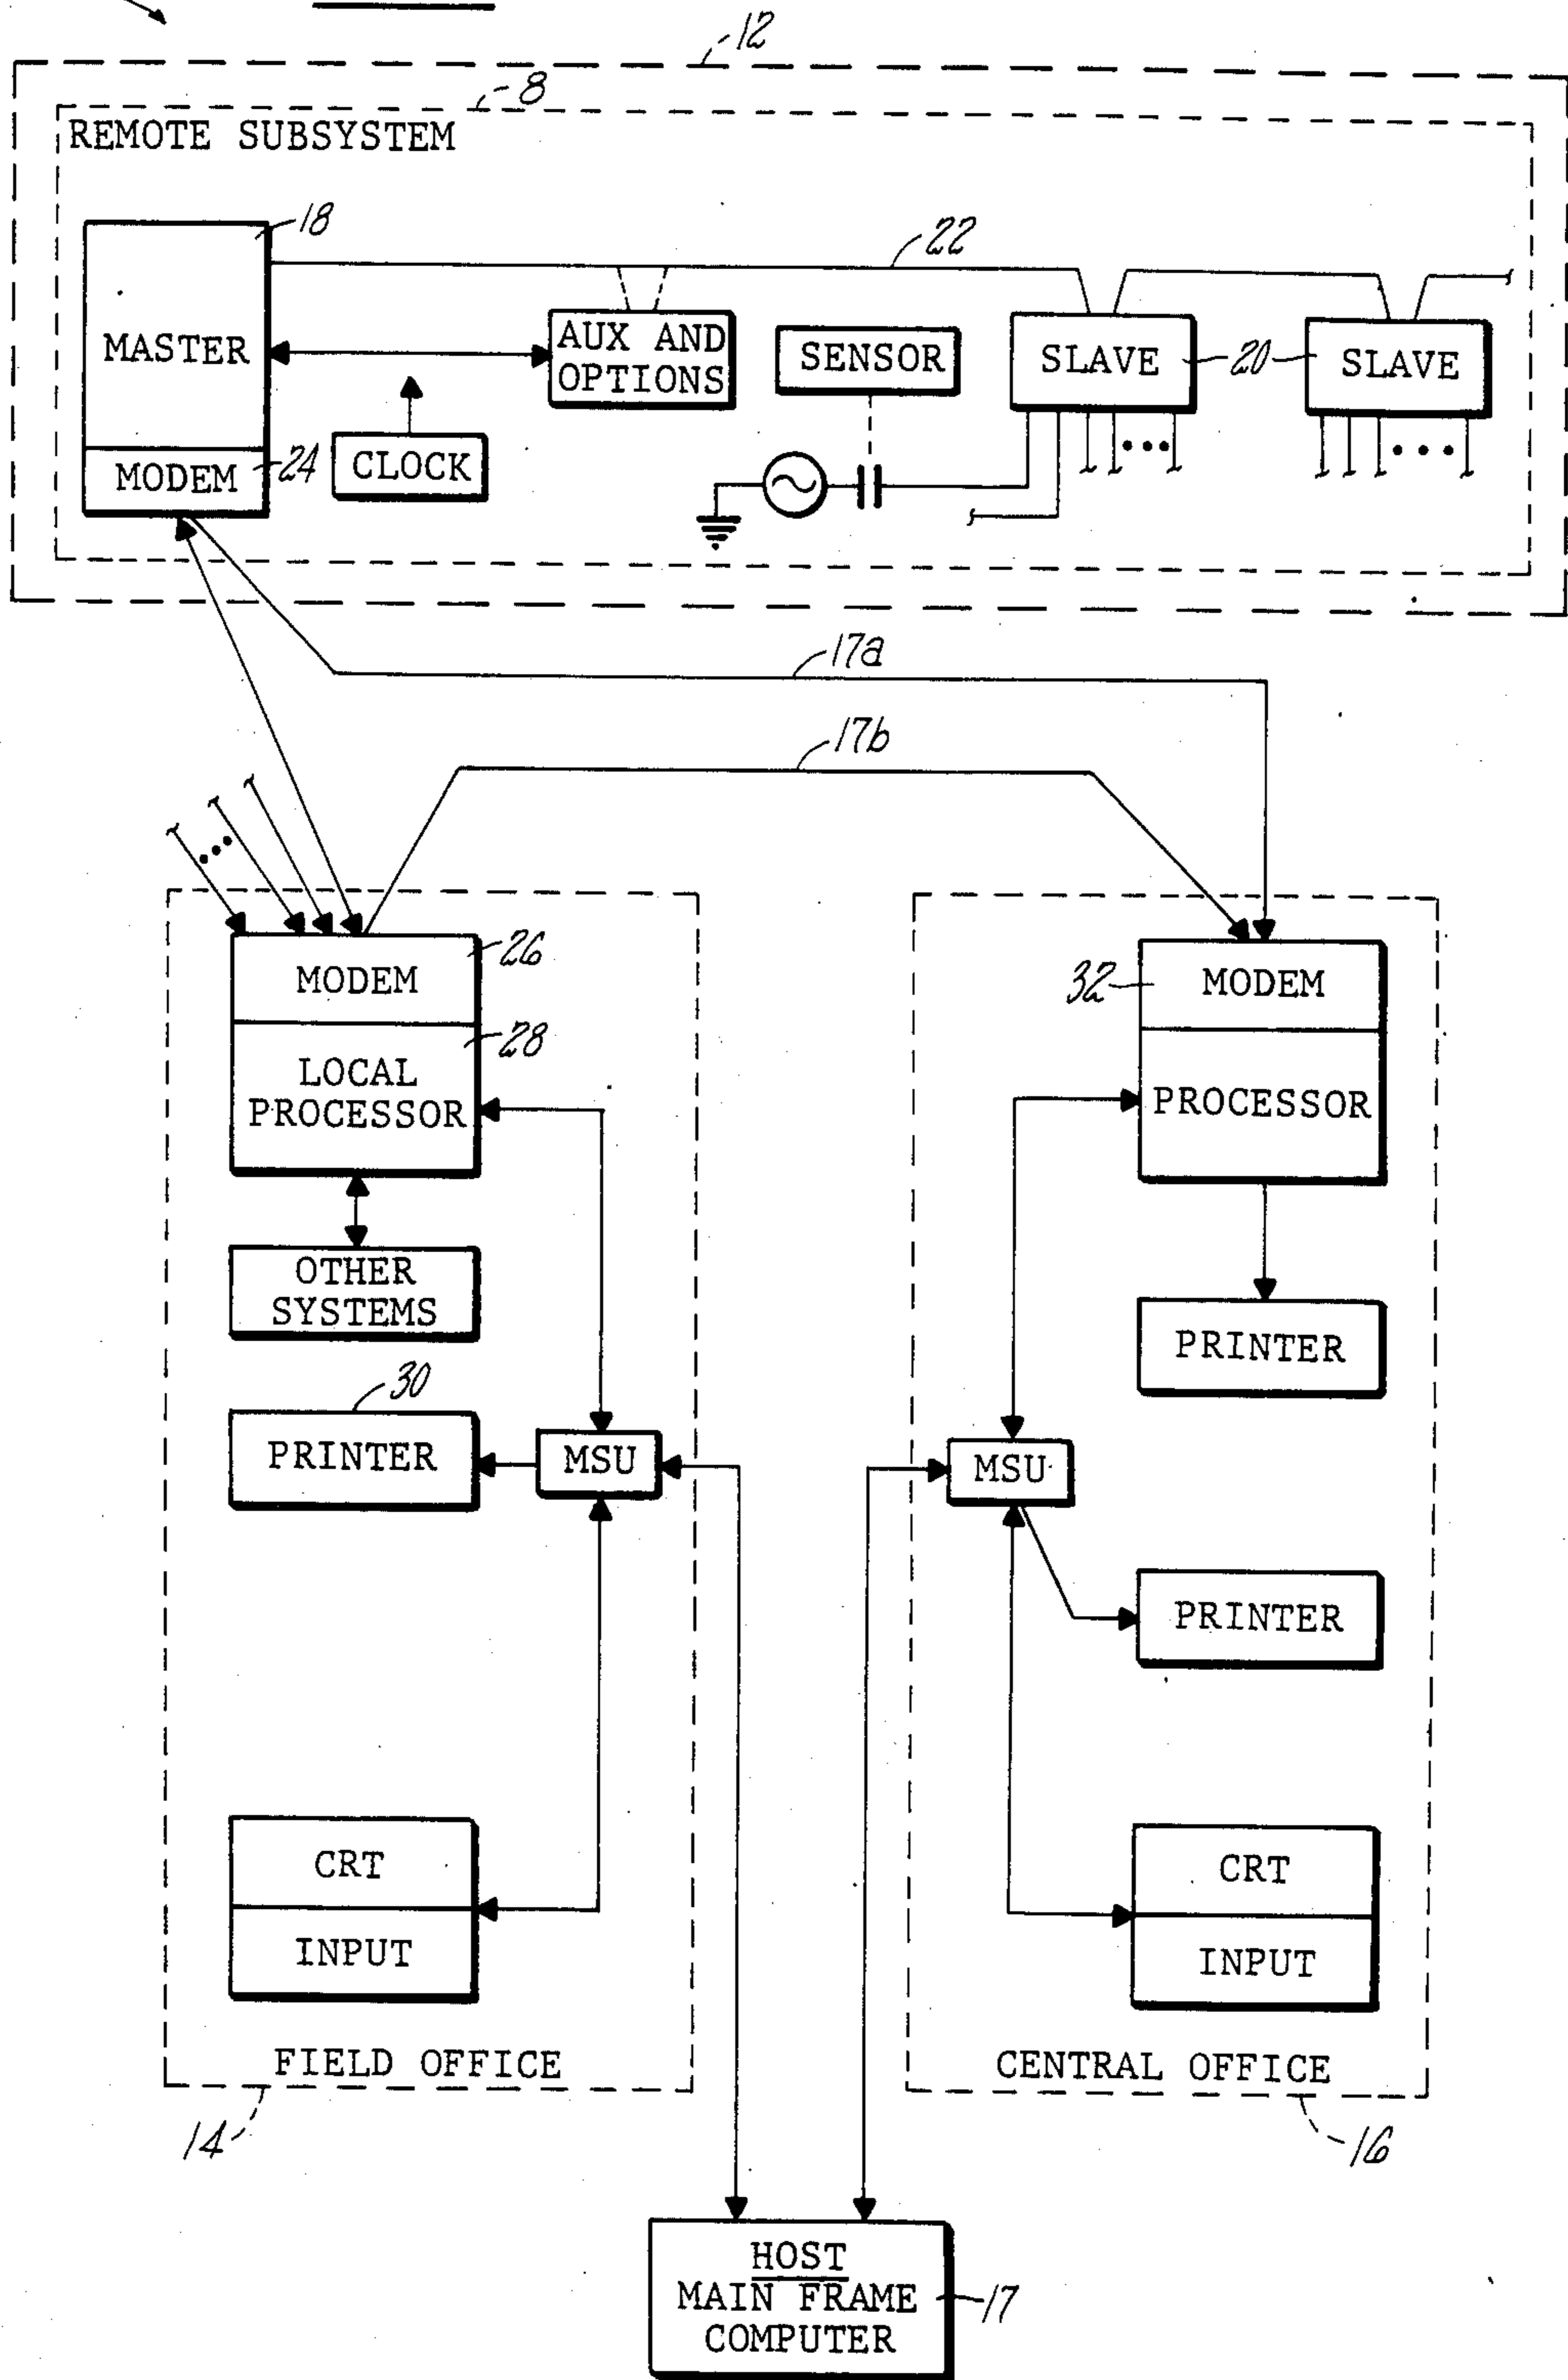 12
8
REMOTE SUBSYSTEM
18
22
MASTER
AUX AND
OPTIONS
SENSOR
SLAVE
20
SLAVE
MODEM
24
CLOCK
17a
17b
MODEM
26
LOCAL
PROCESSOR
28
OTHER
SYSTEMS
30
PRINTER
MSU
CRT
INPUT
FIELD OFFICE
14
32
MODEM
PROCESSOR
PRINTER
MSU
PRINTER
CRT
INPUT
CENTRAL OFFICE
16
HOST
MAIN FRAME
COMPUTER
17